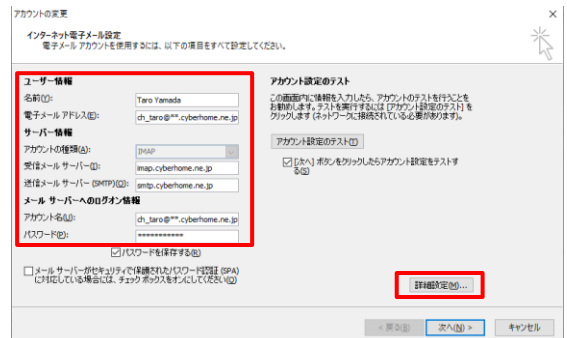 アカウントの変更
インターネット電子メール設定
電子メール アカウントを使用するには、以下の項目をすべて設定してください。
ユーザー情報
名前(Y):
Taro Yamada
電子メール アドレス(E):
ch_taro@**.cyberhome.ne.jp
サーバー情報
アカウントの種類(A):
IMAP
受信メール サーバー(I):
imap.cyberhome.ne.jp
送信メール サーバー (SMTP)(O):
smtp.cyberhome.ne.jp
メール サーバーへのログオン情報
アカウント名(U):
ch_taro@**.cyberhome.ne.jp
パスワード(P):
***********
パスワードを保存する(R)
メール サーバーがセキュリティで保護されたパスワード認証 (SPA)
に対応している場合には、チェック ボックスをオンにしてください(Q)
アカウント設定のテスト
この画面内に情報を入力したら、アカウントのテストを行うことを
お勧めします。テストを実行するには [アカウント設定のテスト] を
クリックします (ネットワークに接続されている必要があります)。
アカウント設定のテスト(T)
[次へ] ボタンをクリックしたらアカウント設定をテストす
る(S)
詳細設定(M)...
< 戻る(B)
次へ(N) >
キャンセル